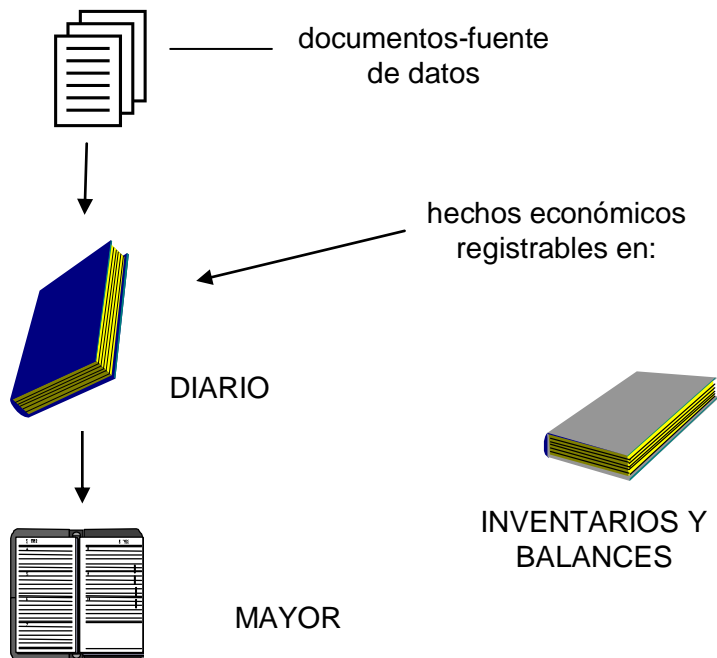 documentos-fuente
de datos
hechos económicos
registrables en:
DIARIO
INVENTARIOS Y
BALANCES
MAYOR